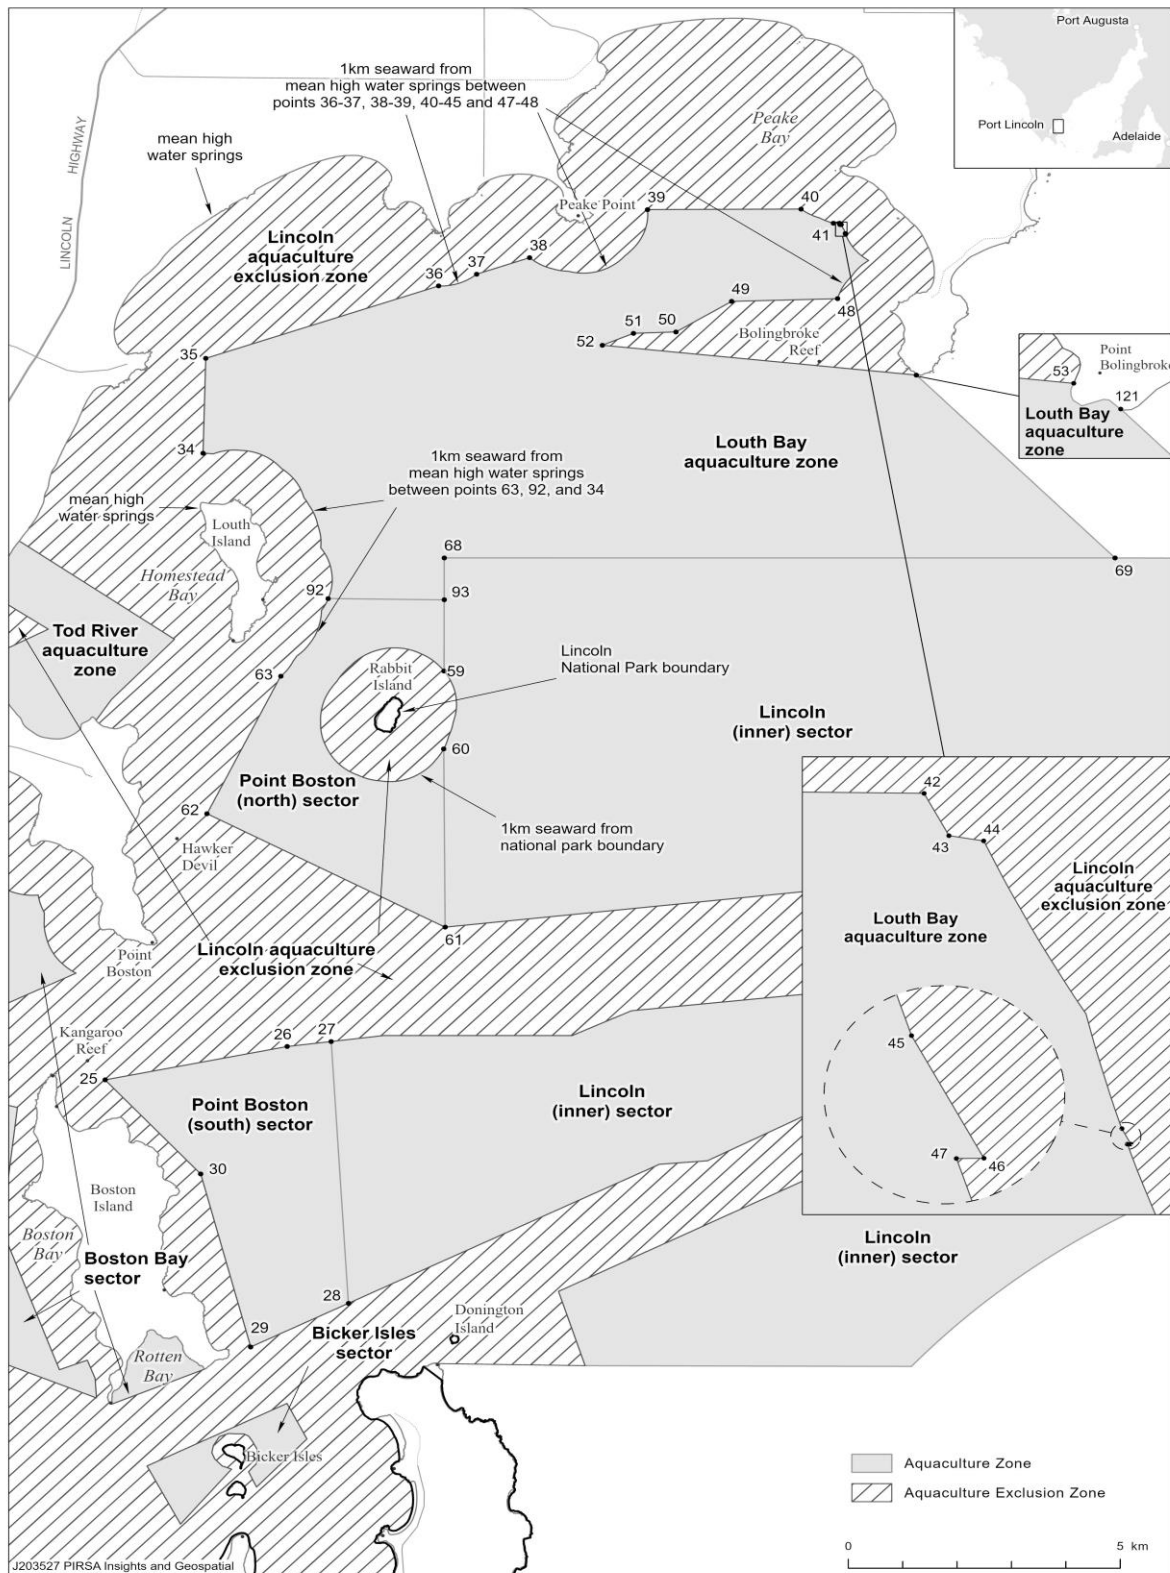 Port Augusta
Port Lincoln
Adelaide
1km seaward from
mean high water springs between
points 36-37, 38-39, 40-45 and 47-48
Peake
Bay
mean high
water springs
LINCOLN HIGHWAY
Peake Point
39
40
41
Lincoln
aquaculture
exclusion zone
38
37
36
49
48
51
50
52
Bolingbroke
Reef
35
53
Point
Bolingbroke
121
Louth Bay
aquaculture
zone
34
Louth Bay
aquaculture zone
1km seaward from
mean high water springs
between points 63, 92, and 34
mean high
water springs
Louth
Island
68
69
Homestead
Bay
92
93
Tod River
aquaculture
zone
63
Rabbit
Island
59
Lincoln
National Park
boundary
60
Lincoln
(inner) sector
Point Boston
(north) sector
62
Hawker
Devil
1km seaward from
national park boundary
42
43
44
Lincoln
aquaculture
exclusion zone
Louth Bay
aquaculture zone
61
Point
Boston
Lincoln aquaculture
exclusion zone
Kangaroo
Reef
26
27
45
47
46
25
Point Boston
(south) sector
Lincoln
(inner) sector
30
Boston
Island
Boston
Bay
Boston Bay
sector
Lincoln
(inner) sector
28
29
Donington
Island
Bicker Isles
sector
Rotten
Bay
Bicker Isles
Aquaculture Zone
Aquaculture Exclusion Zone
0 5 km
J203527 PIRSA Insights and Geospatial